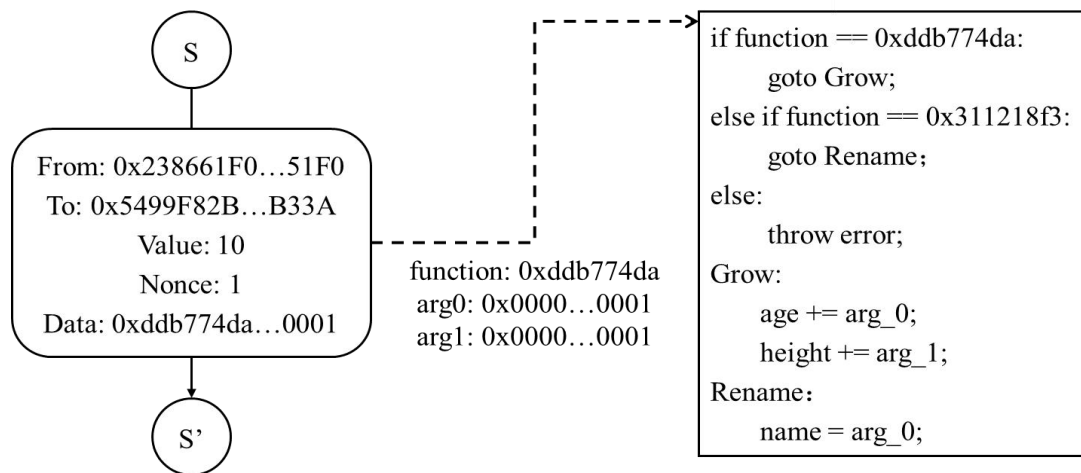 S
From: 0x238661F0…51F0
To: 0x5499F82B…B33A
Value: 10
Nonce: 1
Data: 0xddb774da…0001
S’
function: 0xddb774da
arg0: 0x0000…0001
arg1: 0x0000…0001
if function == 0xddb774da:
goto Grow;
else if function == 0x311218f3:
goto Rename；
else:
throw error;
Grow:
age += arg_0;
height += arg_1;
Rename：
name = arg_0;